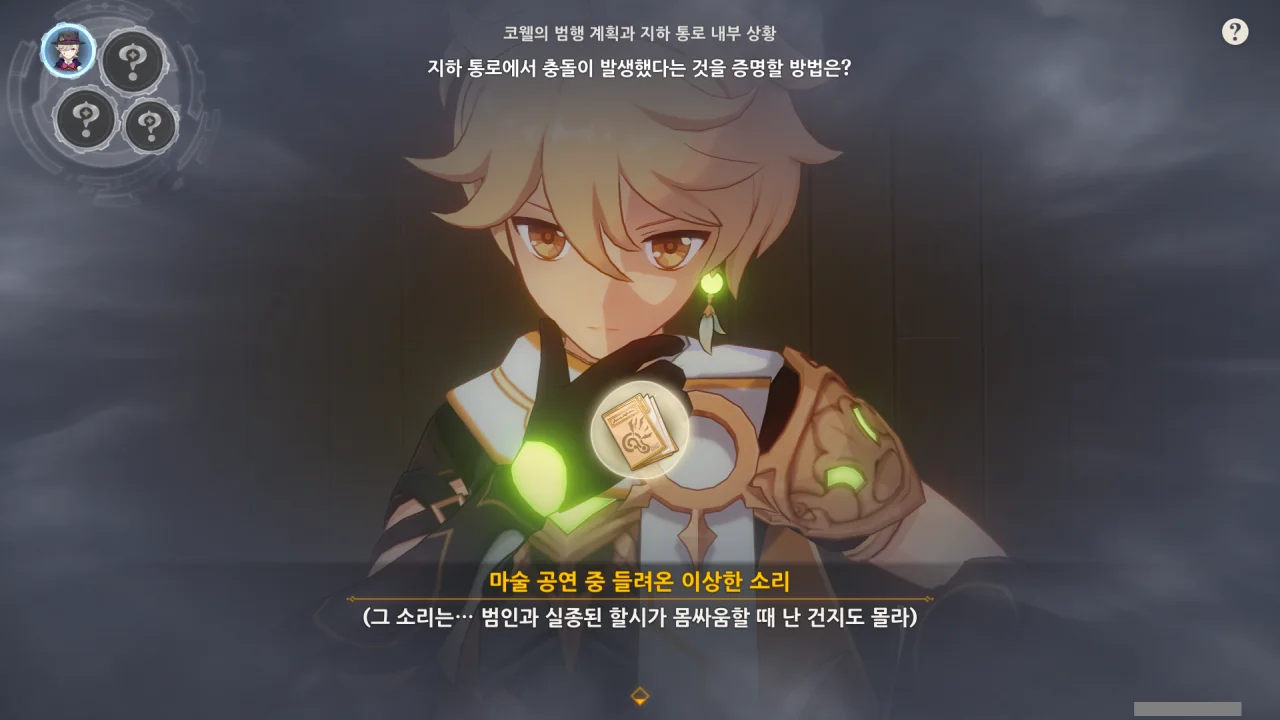 코웰의 범행 계획과 지하 통로 내부 상황
지하 통로에서 충돌이 발생했다는 것을 증명할 방법은?
마술 공연 중 들려온 이상한 소리
(그 소리는… 범인과 실종된 할시가 몸싸움할 때 난 건지도 몰라)